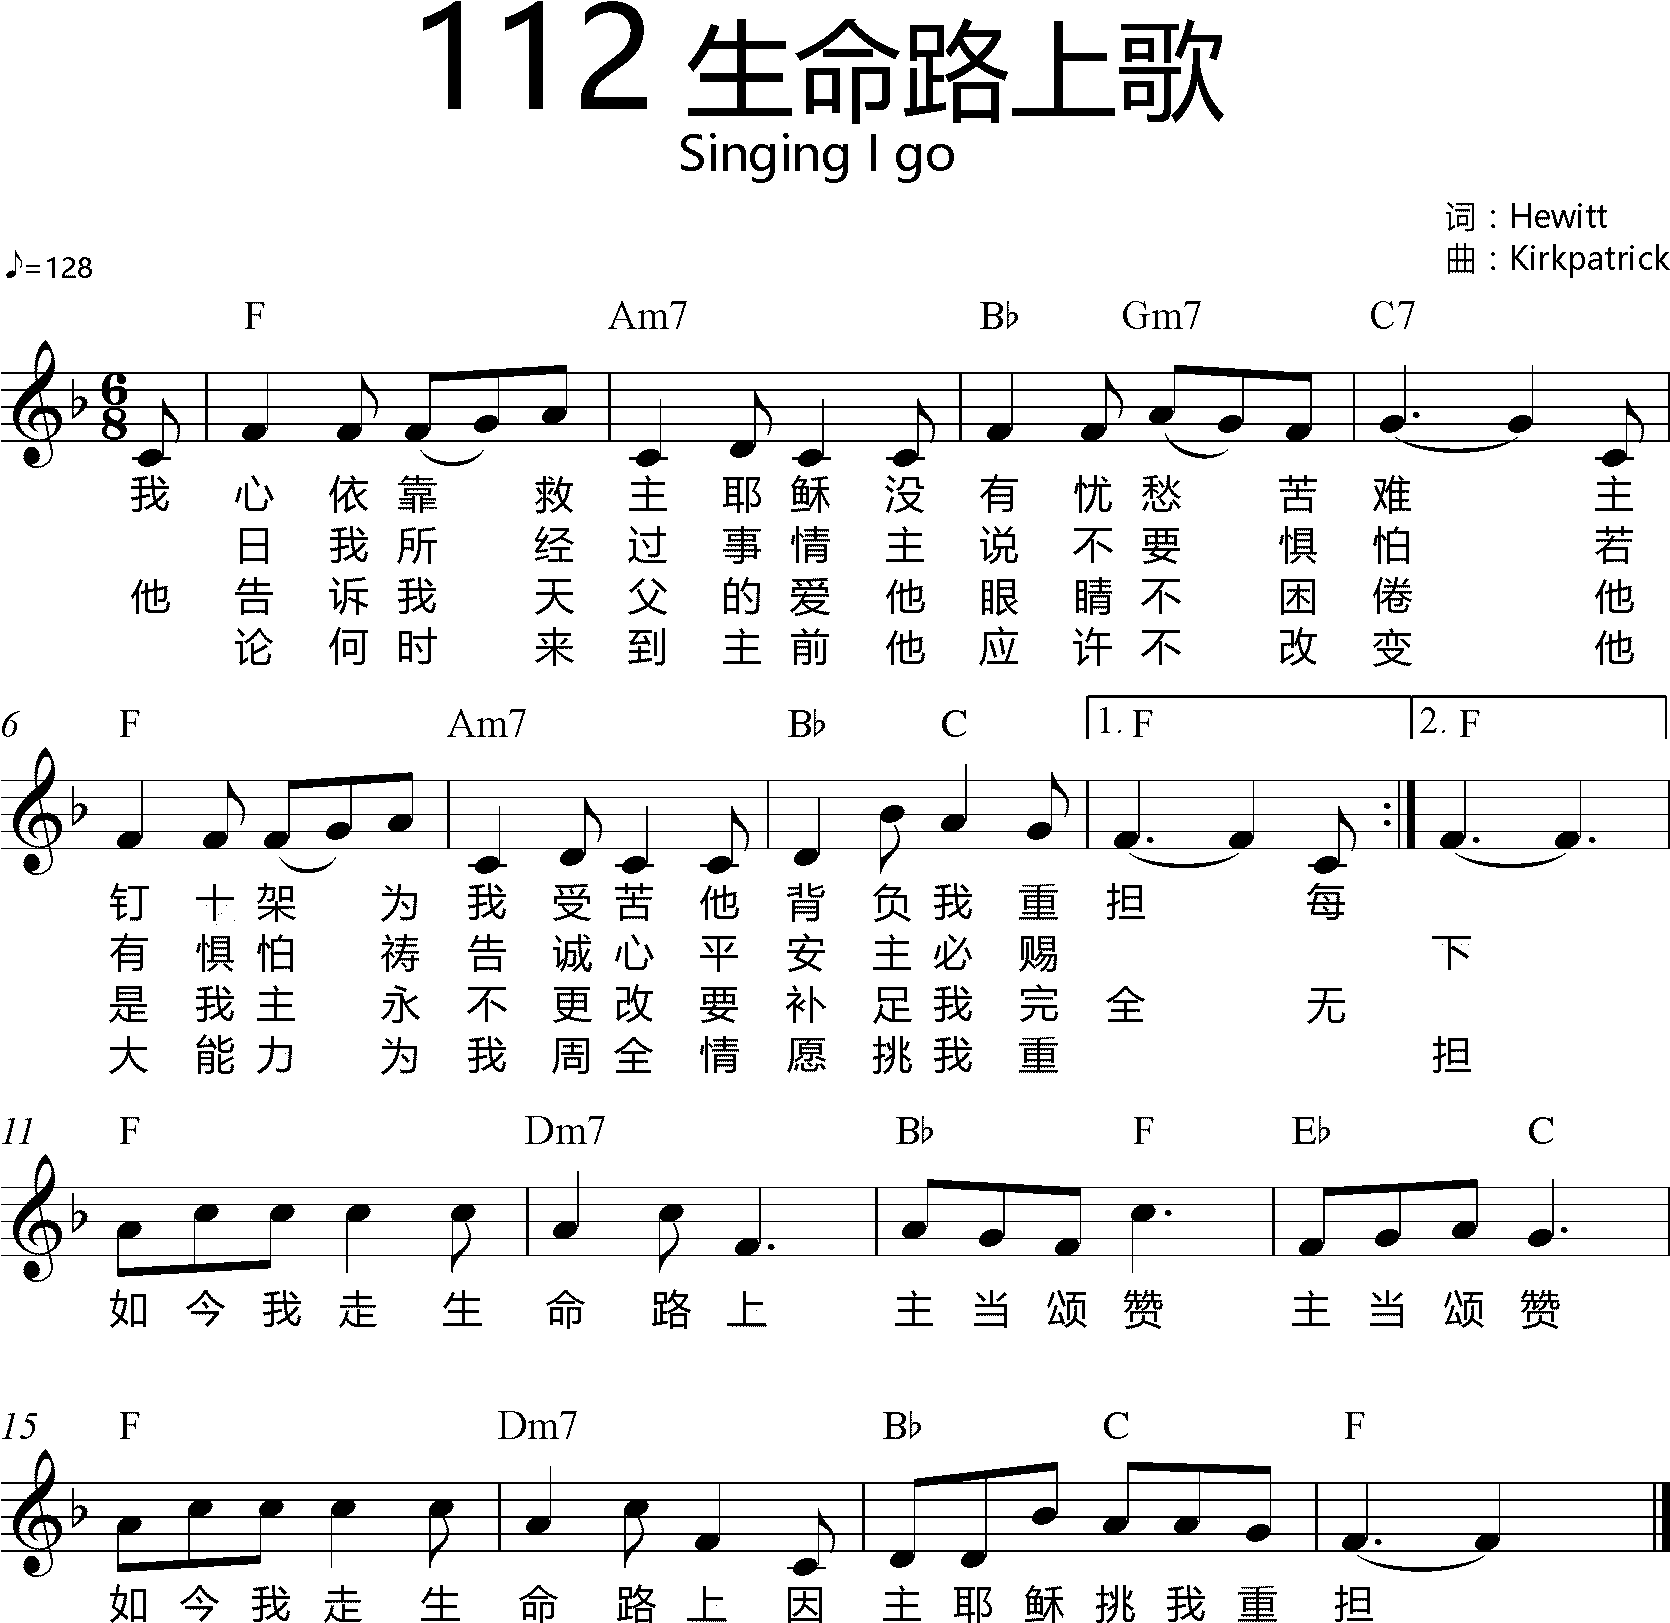 112 生命路上歌
Singing I go
词：Hewitt
♪=128
曲：Kirkpatrick
F Am7 B♭ Gm7 C7
6 8
我 心 依 靠 救 主 耶 稣 没 有 忧 愁 苦 难 主
日 我 所 经 过 事 情 主 说 不 要 惧 怕 若
他 告 诉 我 天 父 的 爱 他 眼 睛 不 困 倦 他
论 何 时 来 到 主 前 他 应 许 不 改 变 他
6 F Am7 B♭ C 1. F 2. F
钉 十 架 为 我 受 苦 他 背 负 我 重 担 每
有 惧 怕 祷 告 诚 心 平 安 主 必 赐 下
是 我 主 永 不 更 改 要 补 足 我 完 全 无
大 能 力 为 我 周 全 情 愿 挑 我 重 担
11 F Dm7 B♭ F E♭ C
如 今 我 走 生 命 路 上 主 当 颂 赞 主 当 颂 赞
15 F Dm7 B♭ C F
如 今 我 走 生 命 路 上 因 主 耶 稣 挑 我 重 担